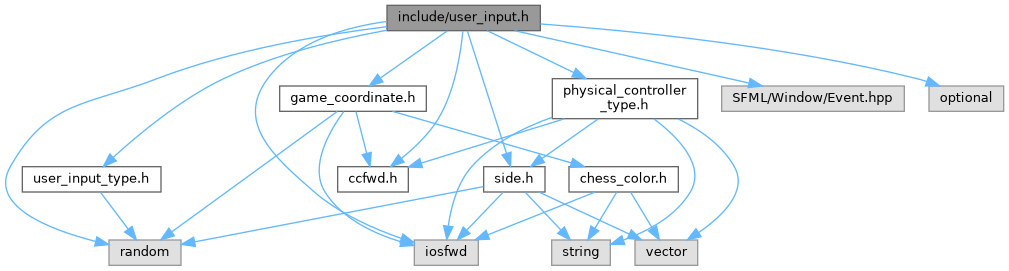 include/user_input.h
game_coordinate.h
physical_controller
_type.h
SFML/Window/Event.hpp
optional
user_input_type.h
ccfwd.h
side.h
chess_color.h
random
iosfwd
string
vector